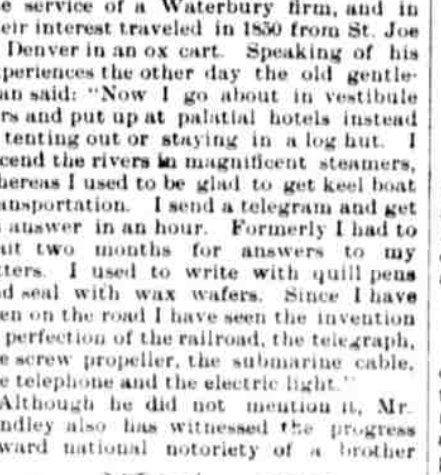 e service of a Waterbury firm, and in
eir interest traveled in 1850 from St. Joe
Denver in an ox cart. Speaking of his
periences the other day the old gentle-
an said: "Now I go about in vestibule
rs and put up at palatial hotels instead
tenting out or staying in a log hut. I
cend the rivers in magnificent steamers,
hereas I used to be glad to get keel boat
ansportation. I send a telegram and get
answer in an hour. Formerly I had to
ut two months for answers to my
tters. I used to write with quill pens
d seal with wax wafers. Since I have
en on the road I have seen the invention
perfection of the railroad, the telegraph,
e screw propeller, the submarine cable,
e telephone and the electric light."
Although he did not mention it, Mr.
ndley also has witnessed the progress
ward national notoriety of a brother